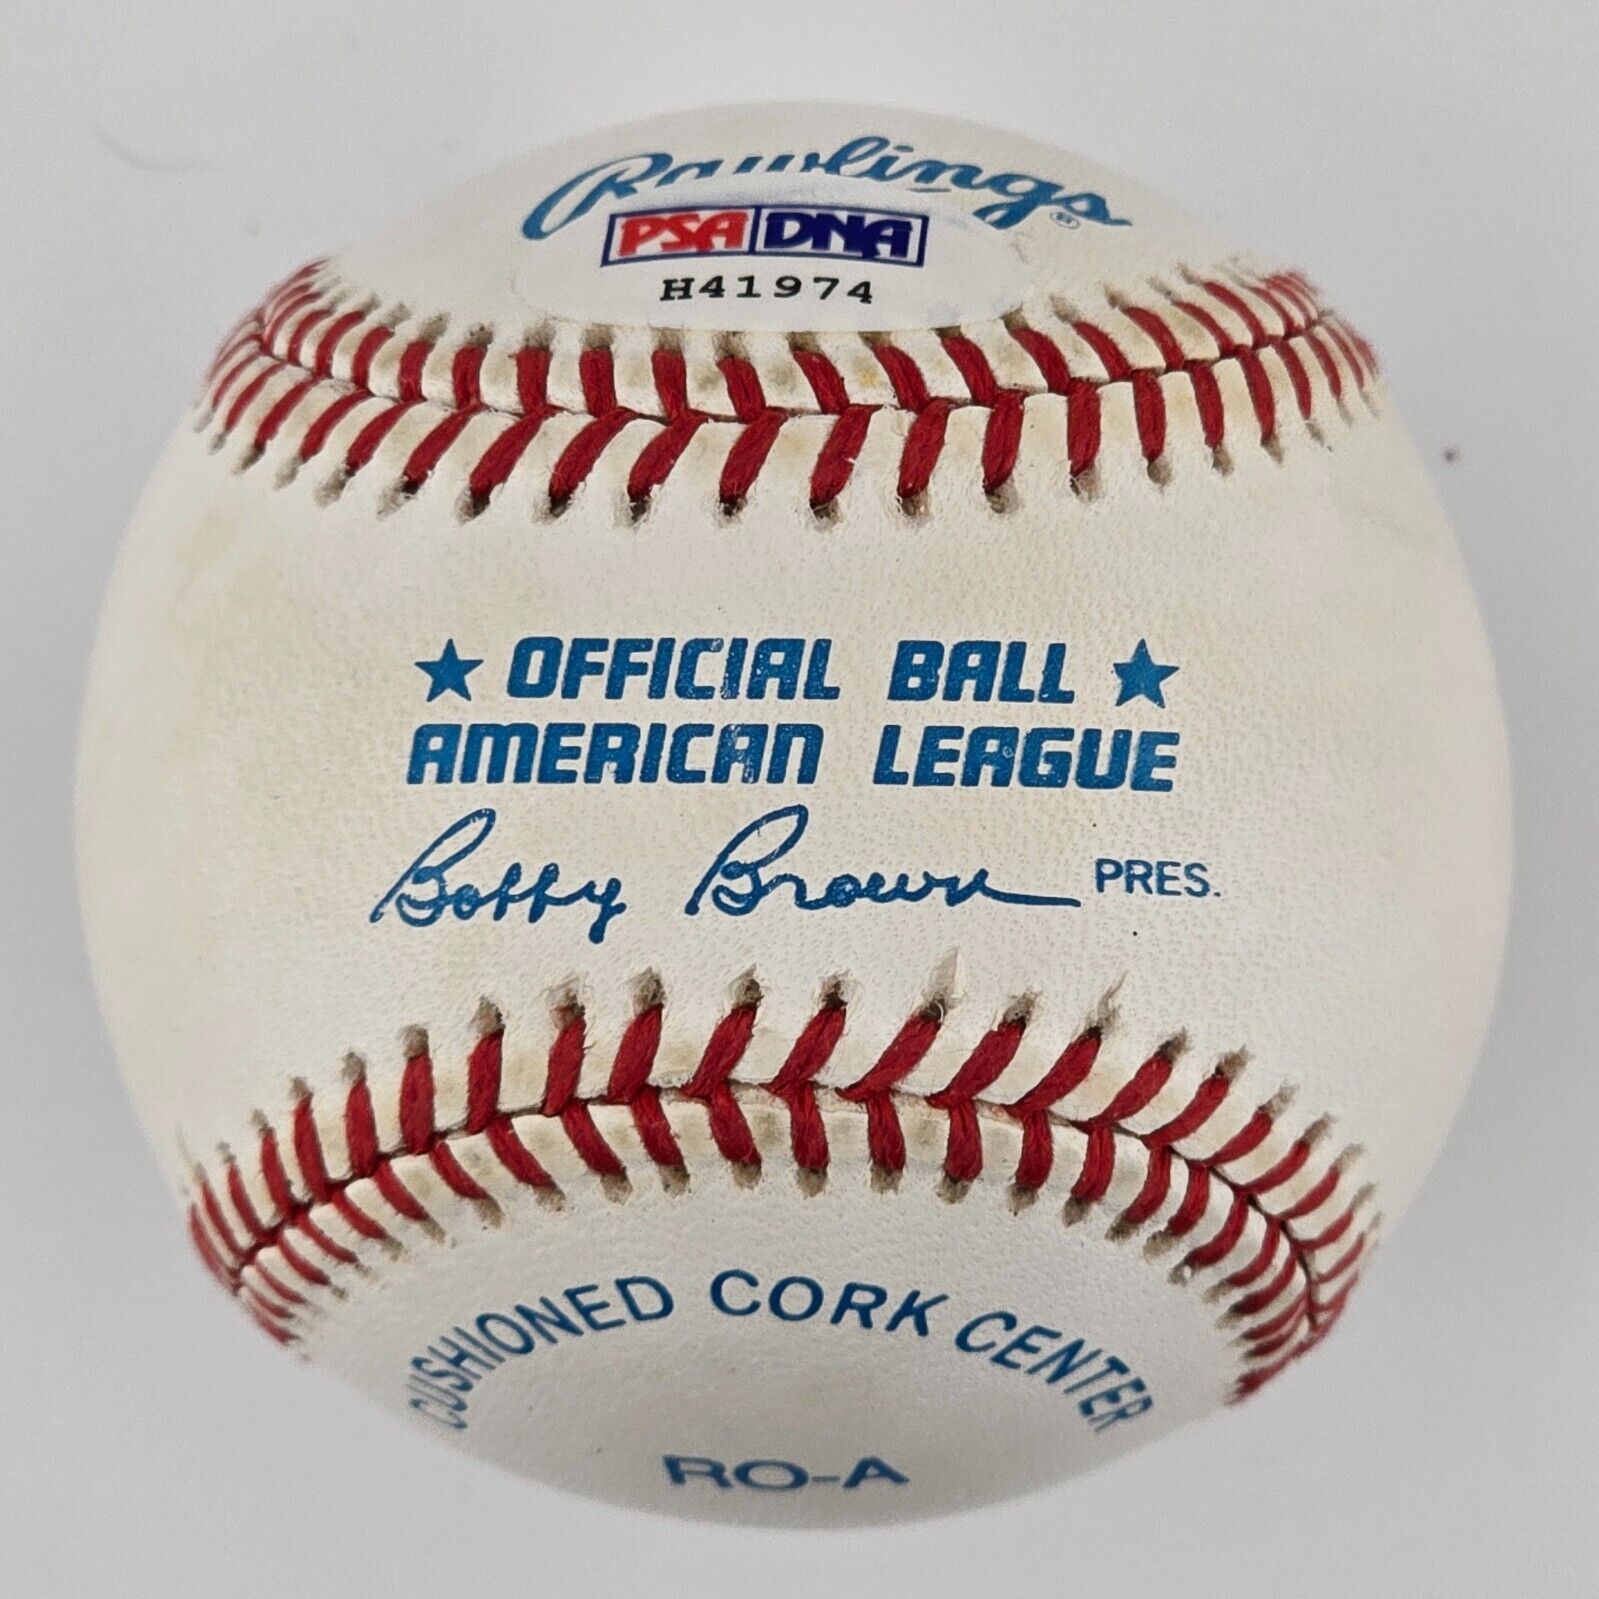 Rawlings®
PSA DNA
H41974
★ OFFICIAL BALL ★
AMERICAN LEAGUE
Bobby Brown PRES.
CUSHIONED CORK CENTER
RO-A